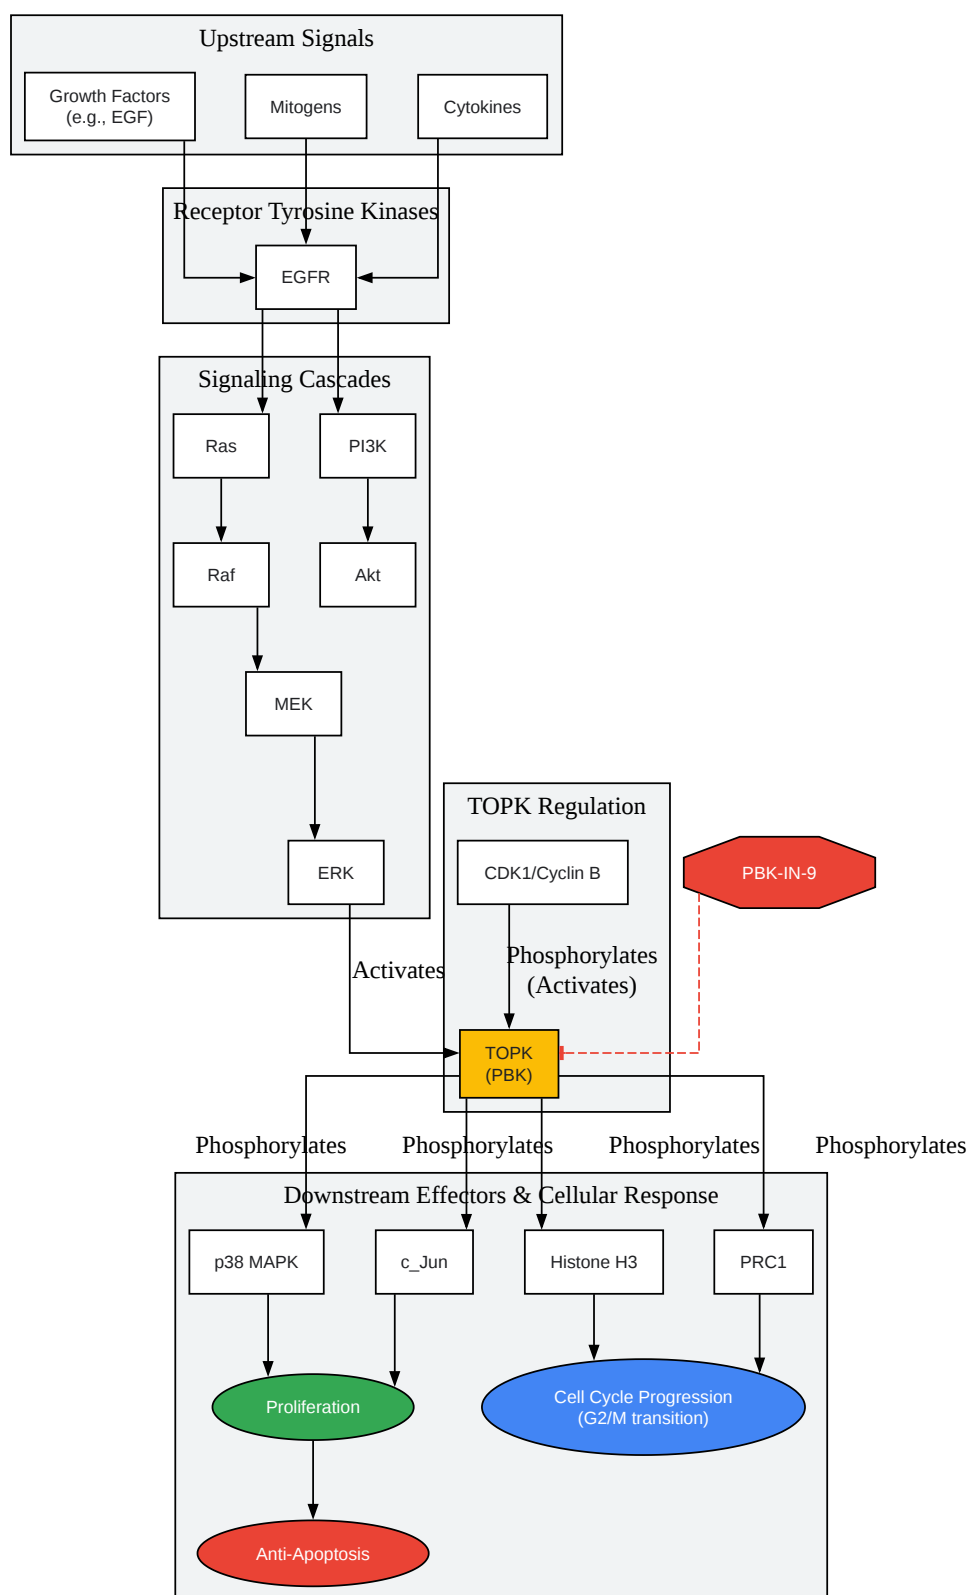 Upstream Signals
Growth Factors
(e.g., EGF)
Mitogens
Cytokines
Receptor Tyrosine Kinases
EGFR
Signaling Cascades
Ras
PI3K
Raf
Akt
MEK
TOPK Regulation
ERK
CDK1/Cyclin B
PBK-IN-9
Activates
Phosphorylates
(Activates)
TOPK
(PBK)
Phosphorylates
Phosphorylates
Phosphorylates
Phosphorylates
Downstream Effectors & Cellular Response
p38 MAPK
c_Jun
Histone H3
PRC1
Proliferation
Cell Cycle Progression
(G2/M transition)
Anti-Apoptosis